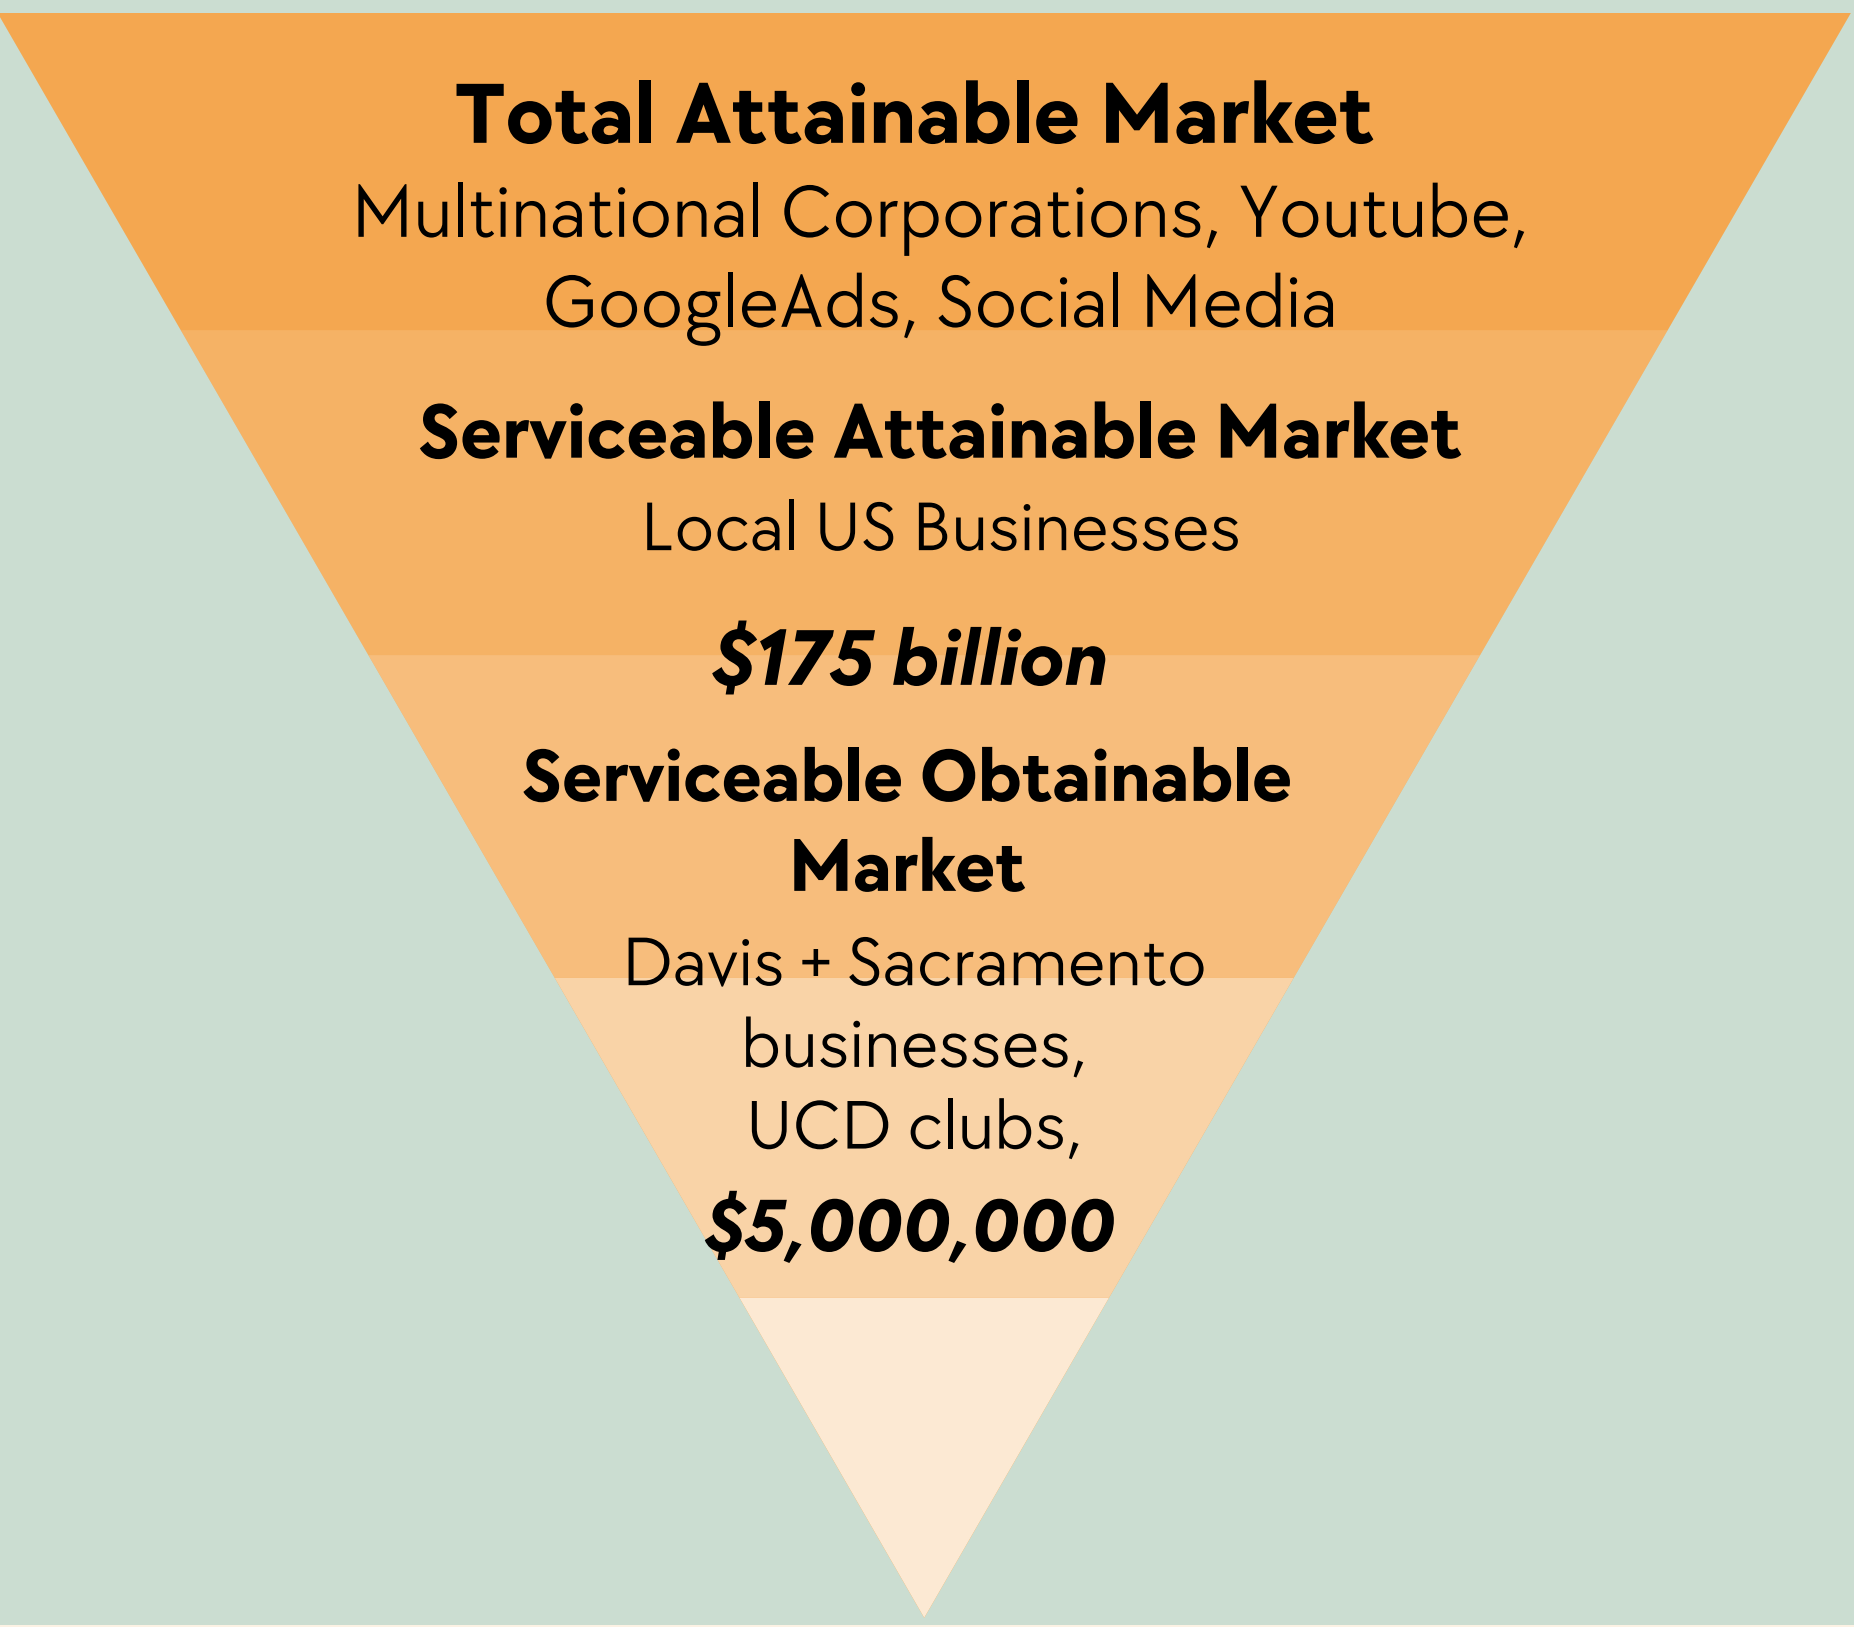 Total Attainable Market
Multinational Corporations, Youtube,
GoogleAds, Social Media
Serviceable Attainable Market
Local US Businesses
$175 billion
Serviceable Obtainable
Market
Davis + Sacramento
businesses,
UCD clubs,
$5,000,000